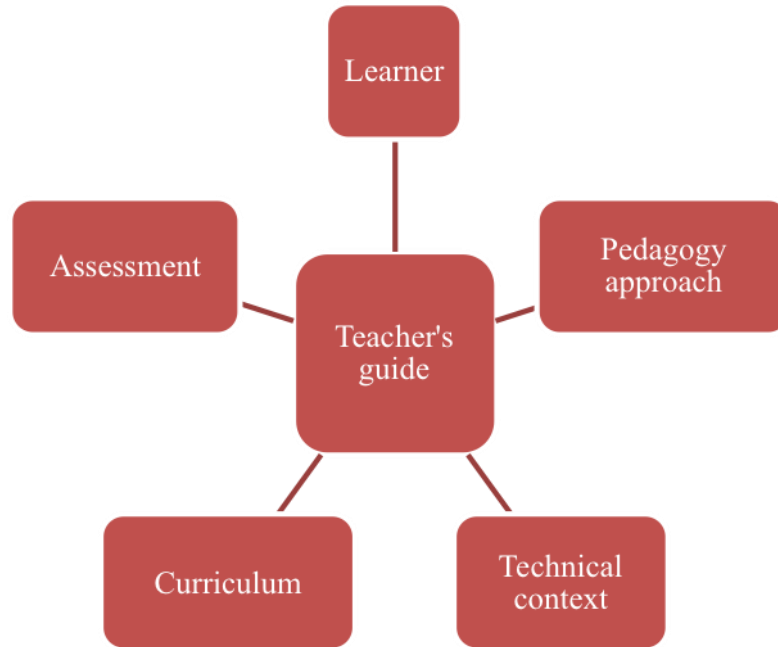 Learner
Assessment
Pedagogy
approach
Teacher's
guide
Curriculum
Technical
context